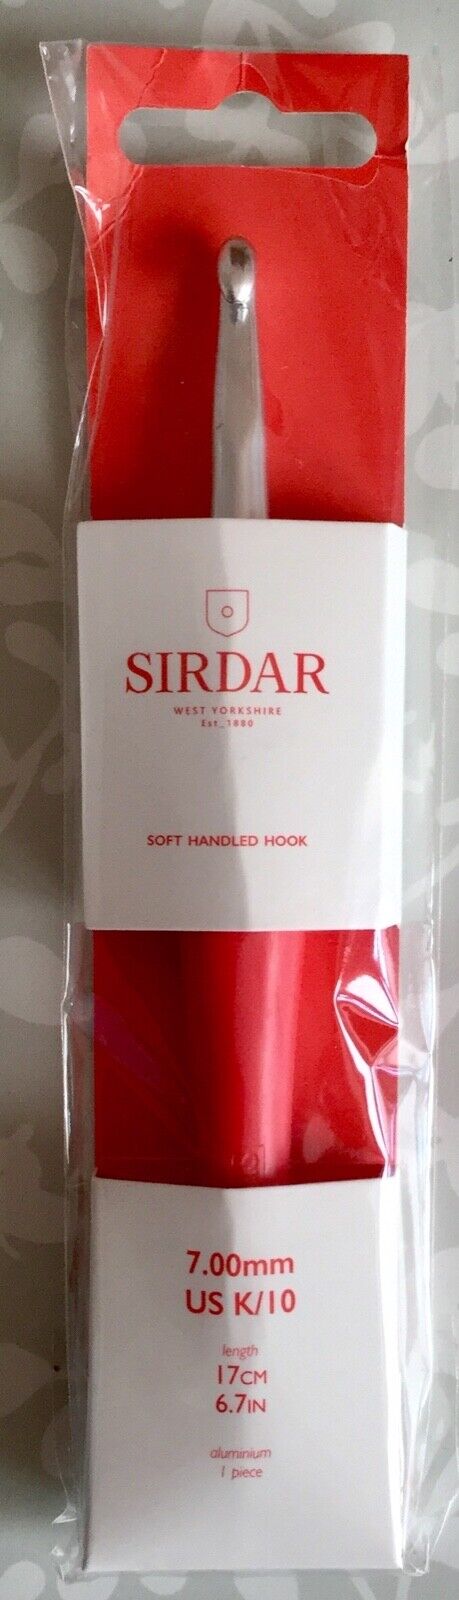 SIRDAR
WEST YORKSHIRE
Est_1880
SOFT HANDLED HOOK
7.00mm
US K/10
length
17CM
6.7IN
aluminium
1 piece